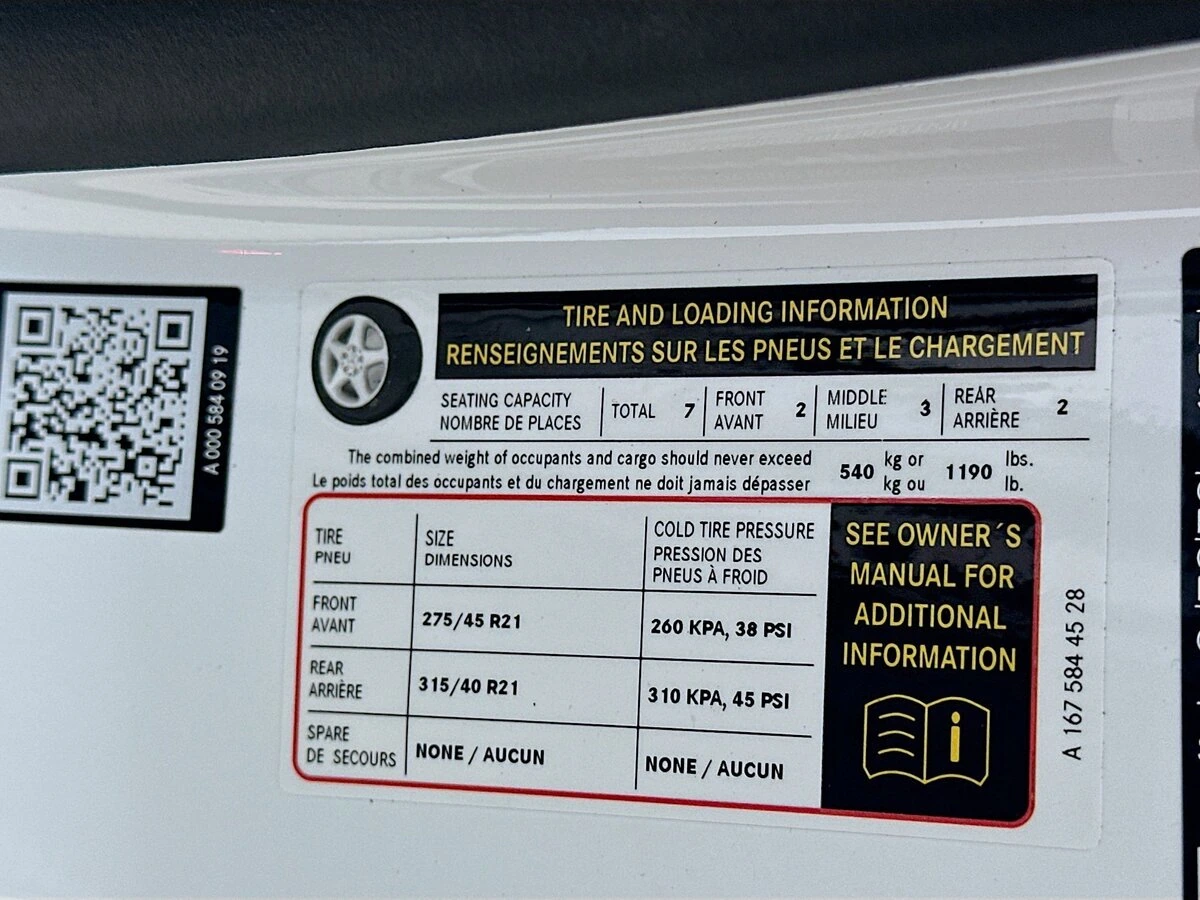 A 000 584 09 19
TIRE AND LOADING INFORMATION
RENSEIGNEMENTS SUR LES PNEUS ET LE CHARGEMENT
SEATING CAPACITY
NOMBRE DE PLACES
TOTAL 7
FRONT
AVANT
2
MIDDLE
MILIEU
3
REAR
ARRIÈRE
2
The combined weight of occupants and cargo should never exceed
Le poids total des occupants et du chargement ne doit jamais dépasser
540 kg or 1190 lbs.
kg ou lb.
TIRE
PNEU
SIZE
DIMENSIONS
COLD TIRE PRESSURE
PRESSION DES
PNEUS À FROID
FRONT
AVANT
275/45 R21
260 KPA, 38 PSI
REAR
ARRIÈRE
315/40 R21
310 KPA, 45 PSI
SPARE
DE SECOURS
NONE / AUCUN
NONE / AUCUN
SEE OWNER´S
MANUAL FOR
ADDITIONAL
INFORMATION
i
A 167 584 45 28